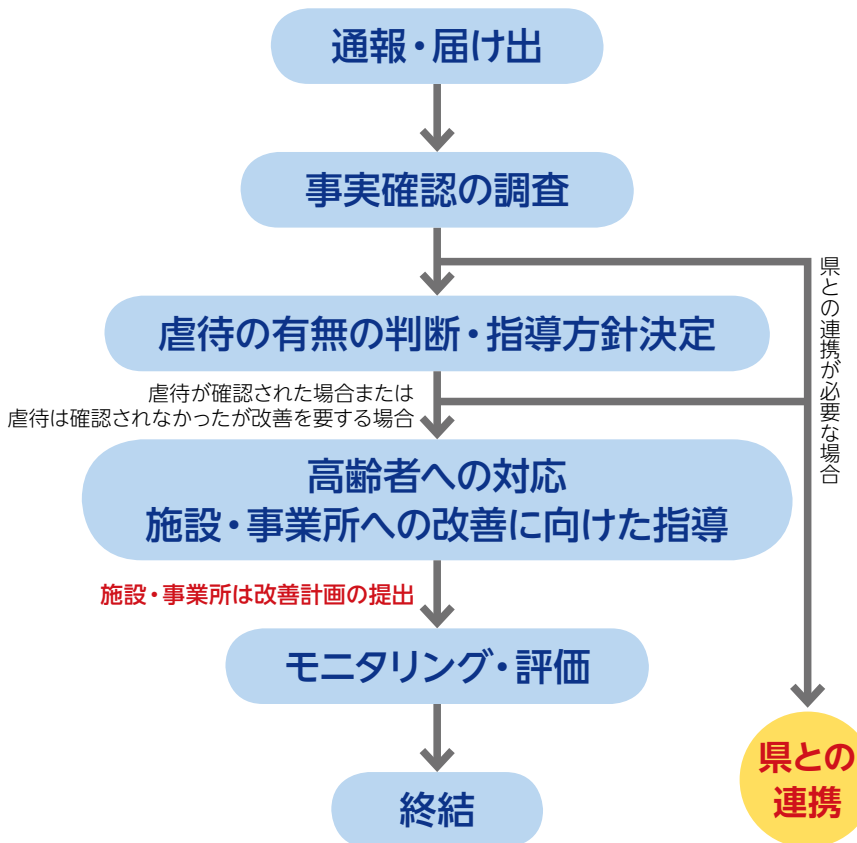 通報・届け出
事実確認の調査
県との連携が必要な場合
虐待の有無の判断・指導方針決定
虐待が確認された場合または
虐待は確認されなかったが改善を要する場合
高齢者への対応
施設・事業所への改善に向けた指導
施設・事業所は改善計画の提出
モニタリング・評価
県との
連携
終結